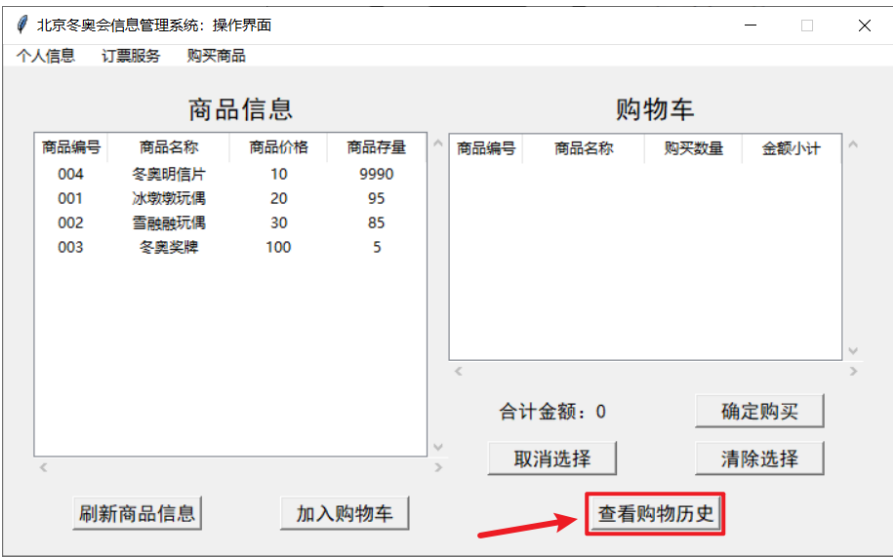 北京冬奥会信息管理系统：操作界面
个人信息 订票服务 购买商品
商品信息
商品编号 商品名称 商品价格 商品存量
004 冬奥明信片 10 9990
001 冰墩墩玩偶 20 95
002 雪融融玩偶 30 85
003 冬奥奖牌 100 5
刷新商品信息 加入购物车
购物车
商品编号 商品名称 购买数量 金额小计
合计金额：0 确定购买
取消选择 清除选择
查看购物历史